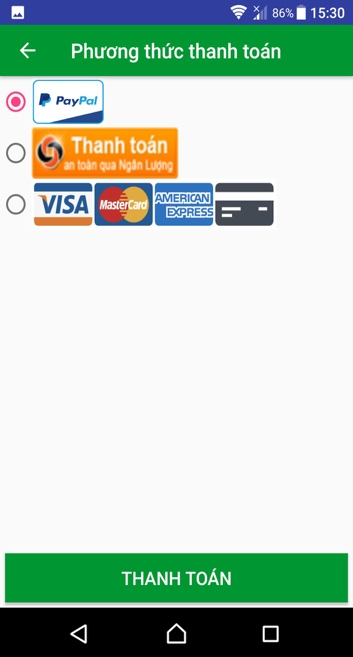 86% 15:30
Phương thức thanh toán
PayPal
Thanh toán
an toàn qua Ngân Lượng
VISA MasterCard AMERICAN EXPRESS
THANH TOÁN